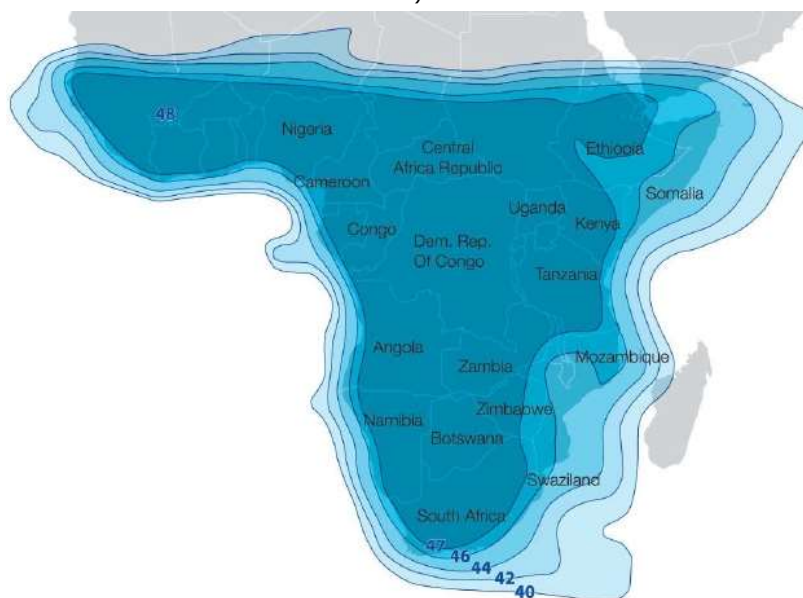 48
Nigeria
Central
Africa Republic
Ethiopia
Cameroon
Somalia
Uganda
Kenya
Congo
Dem. Rep.
Of Congo
Tanzania
Angola
Zambia
Mozambique
Zimbabwe
Namibia
Botswana
Swaziland
South Africa
47
46
44
42
40